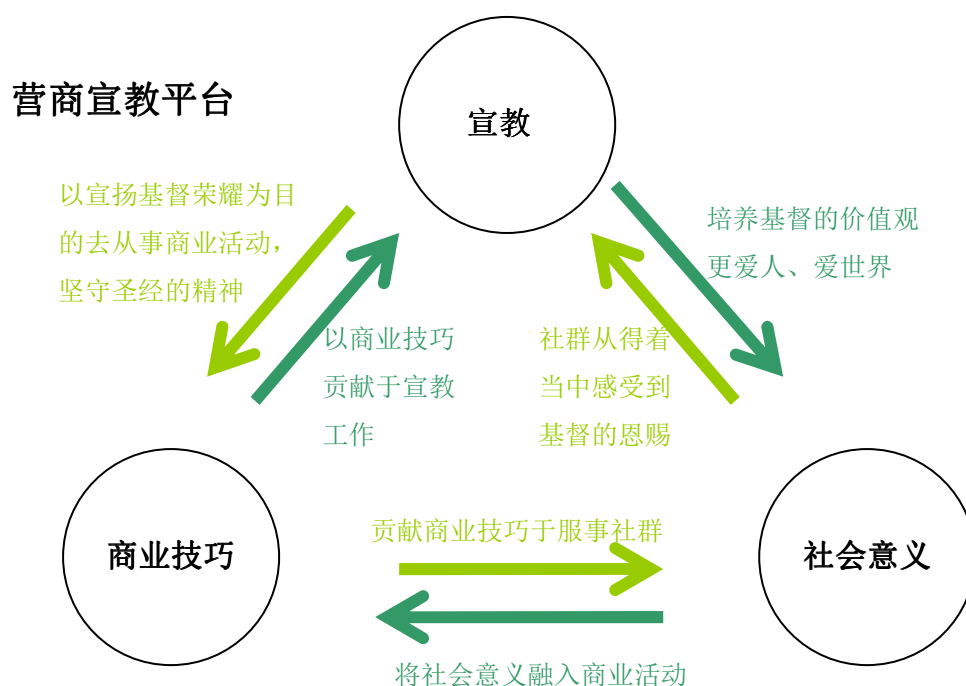 营商宣教平台
宣教
以宣扬基督荣耀为目
的去从事商业活动，
坚守圣经的精神
培养基督的价值观
更爱人、爱世界
以商业技巧
贡献于宣教
工作
社群从得着
当中感受到
基督的恩赐
商业技巧
贡献商业技巧于服事社群
社会意义
将社会意义融入商业活动